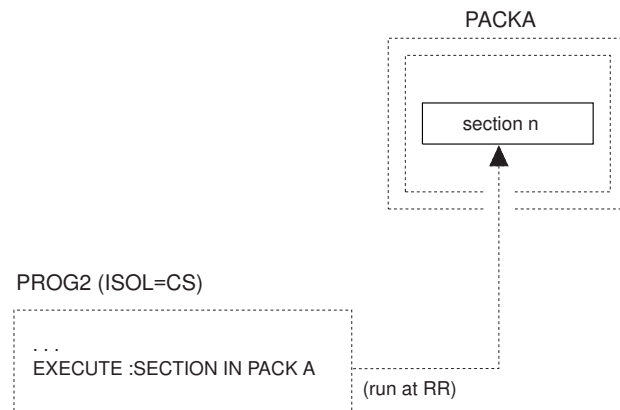 PACKA
section n
PROG2 (ISOL=CS)
. . .
EXECUTE :SECTION IN PACK A
(run at RR)